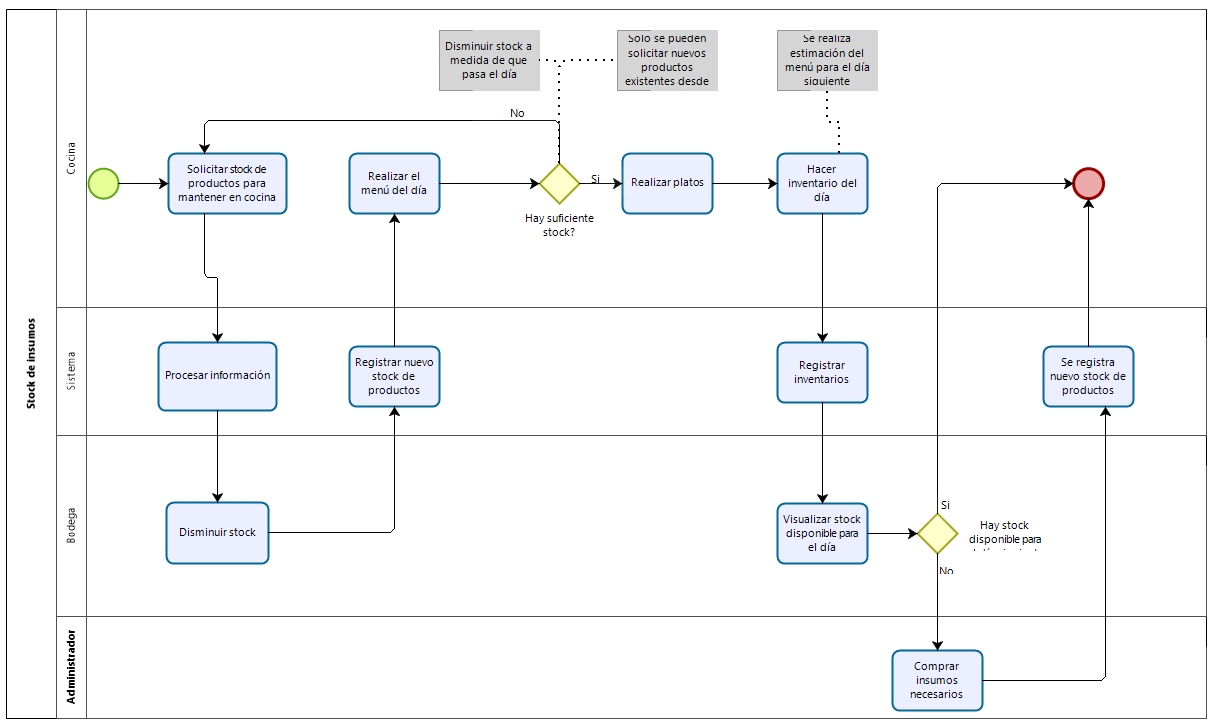 Stock de insumos
Cocina
Disminuir stock a
medida de que
pasa el día
Solo se pueden
solicitar nuevos
productos
existentes desde
Se realiza
estimación del
menú para el día
siguiente
No
Solicitar stock de
productos para
mantener en cocina
Realizar el
menú del día
Si
Hay suficiente
stock?
Realizar platos
Hacer
inventario del
día
Sistema
Procesar información
Registrar nuevo
stock de
productos
Registrar
inventarios
Se registra
nuevo stock de
productos
Bodega
Disminuir stock
Visualizar stock
disponible para
el día
Si
Hay stock
disponible para
No
Administrador
Comprar
insumos
necesarios